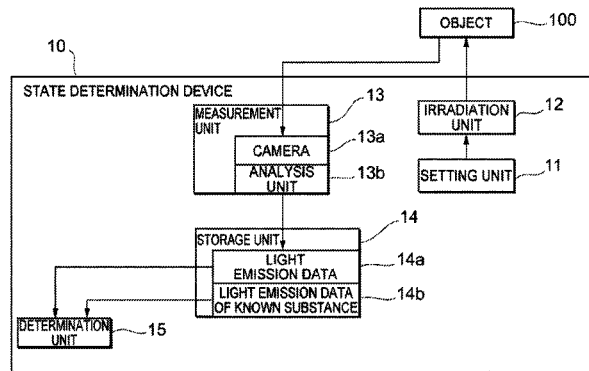 OBJECT
100
10
STATE DETERMINATION DEVICE
13
MEASUREMENT
UNIT
13a
CAMERA
13b
ANALYSIS
UNIT
12
IRRADIATION
UNIT
11
SETTING UNIT
14
STORAGE UNIT
LIGHT
EMISSION DATA
14a
LIGHT EMISSION DATA
OF KNOWN SUBSTANCE
14b
DETERMINATION
UNIT
15